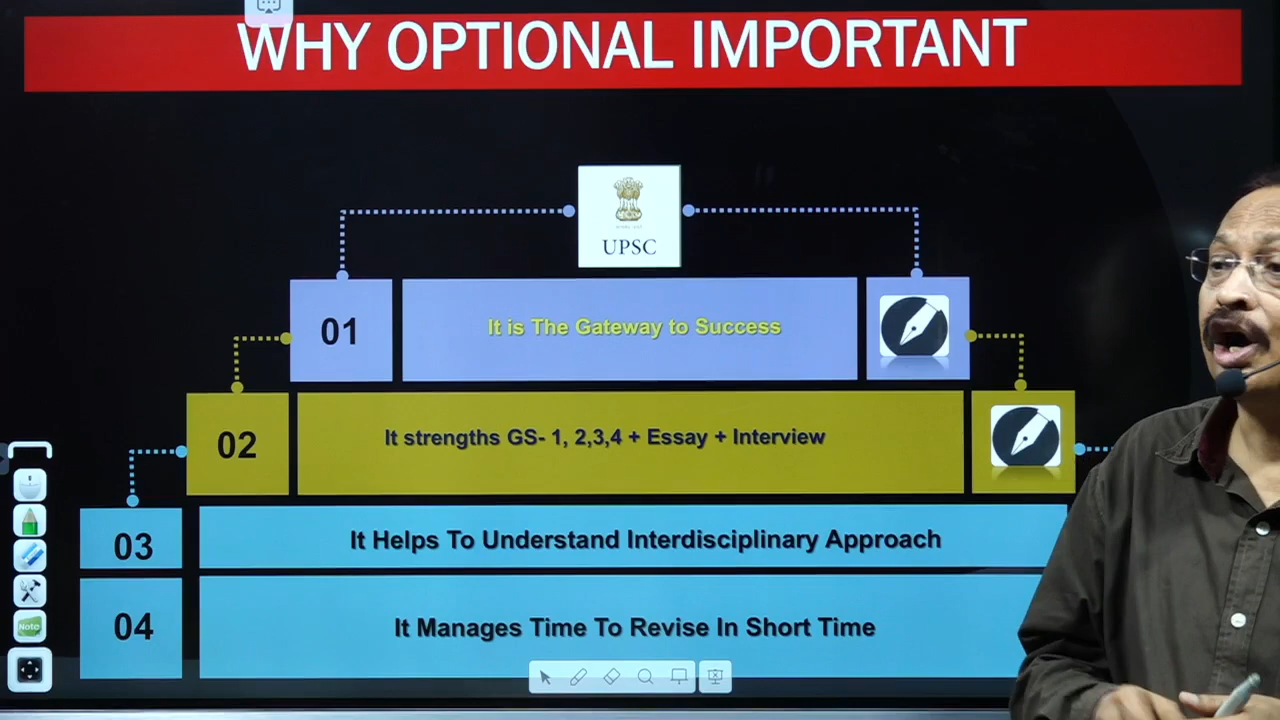 WHY OPTIONAL IMPORTANT
UPSC
01
It is The Gateway to Success
02
It strengths GS- 1, 2,3,4 + Essay + Interview
03
It Helps To Understand Interdisciplinary Approach
04
It Manages Time To Revise In Short Time
Note